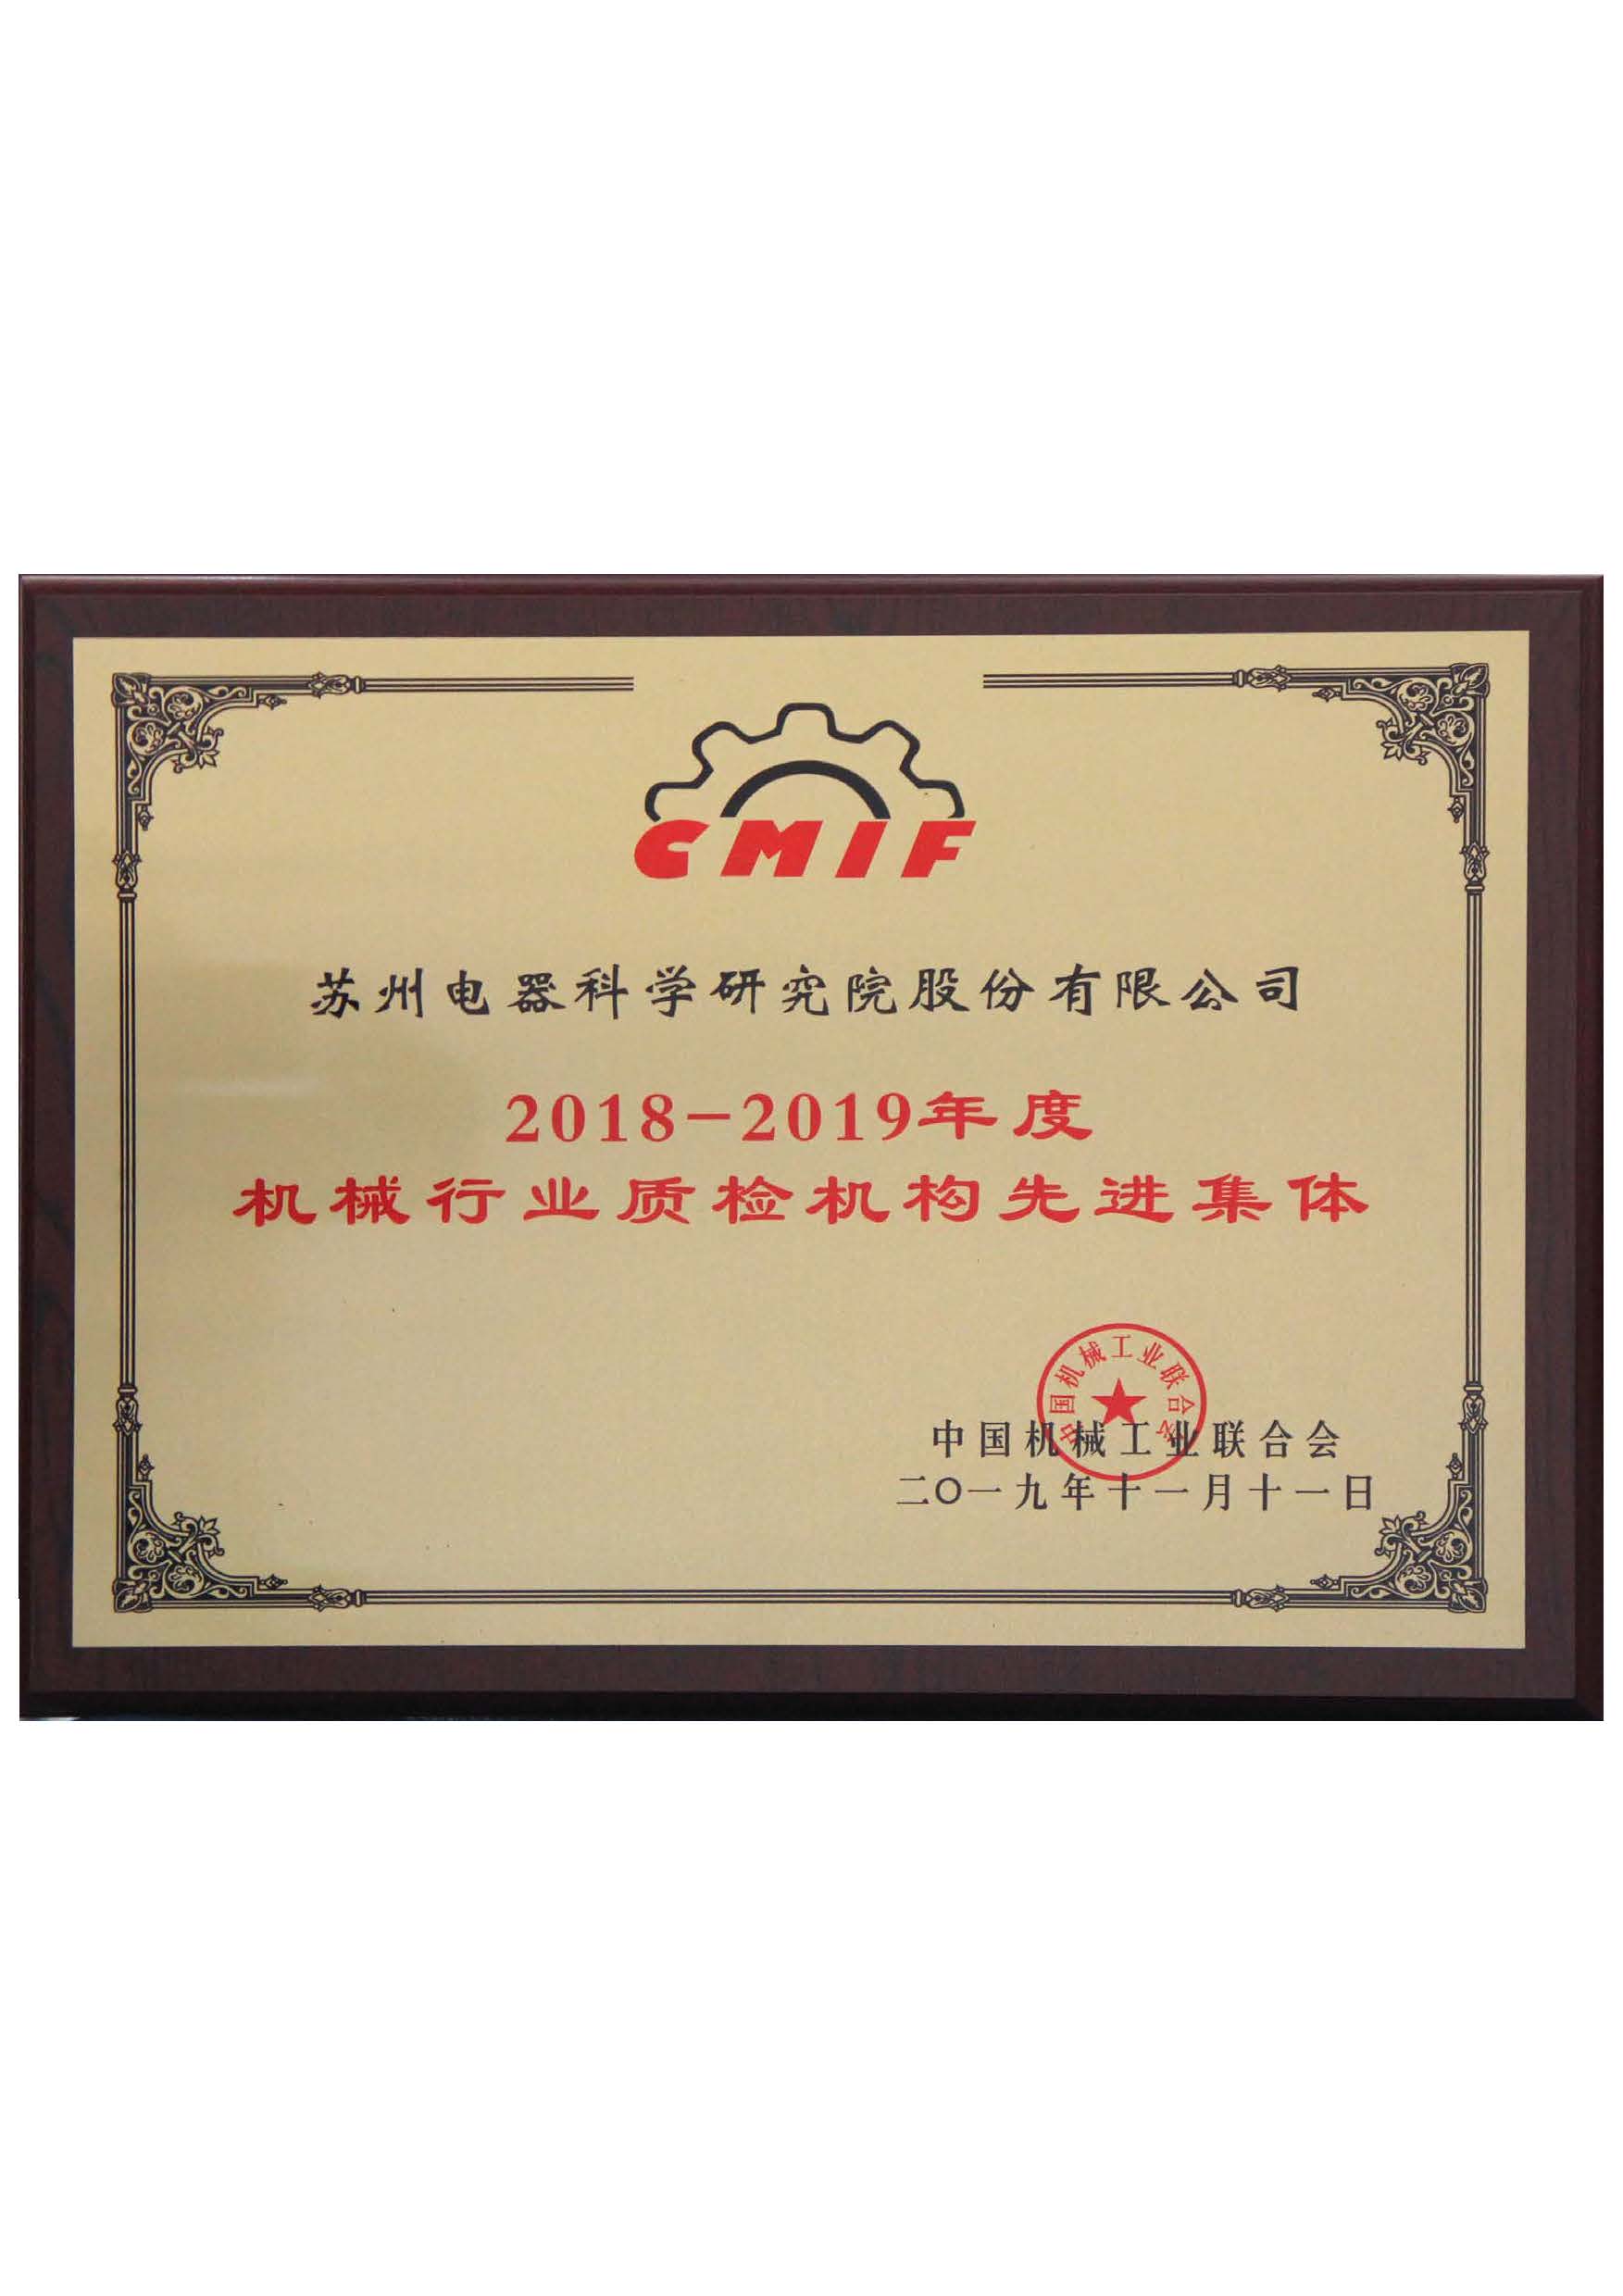 CMIF
苏州电器科学研究院股份有限公司
2018-2019年度
机械行业质检机构先进集体
中国机械工业联合会
中国机械工业联合会
二〇一九年十一月十一日